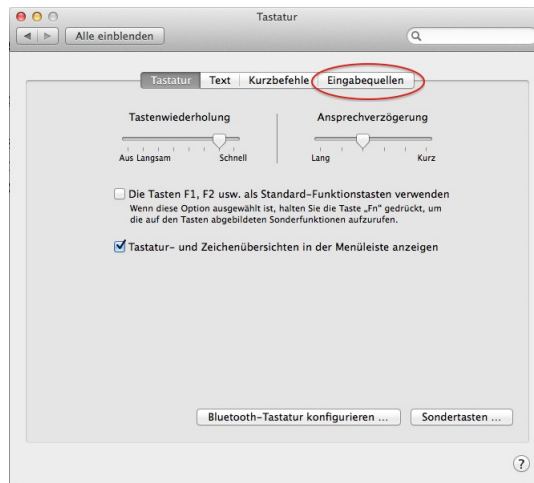 Tastatur
Alle einblenden
Tastatur Text Kurzbefehle Eingabequellen
Tastenwiederholung Ansprechverzögerung
Aus Langsam Schnell Lang Kurz
Die Tasten F1, F2 usw. als Standard-Funktionstasten verwenden
Wenn diese Option ausgewählt ist, halten Sie die Taste „Fn“ gedrückt, um
die auf den Tasten abgebildeten Sonderfunktionen aufzurufen.
Tastatur- und Zeichenübersichten in der Menüleiste anzeigen
Bluetooth-Tastatur konfigurieren ... Sondertasten ...
?